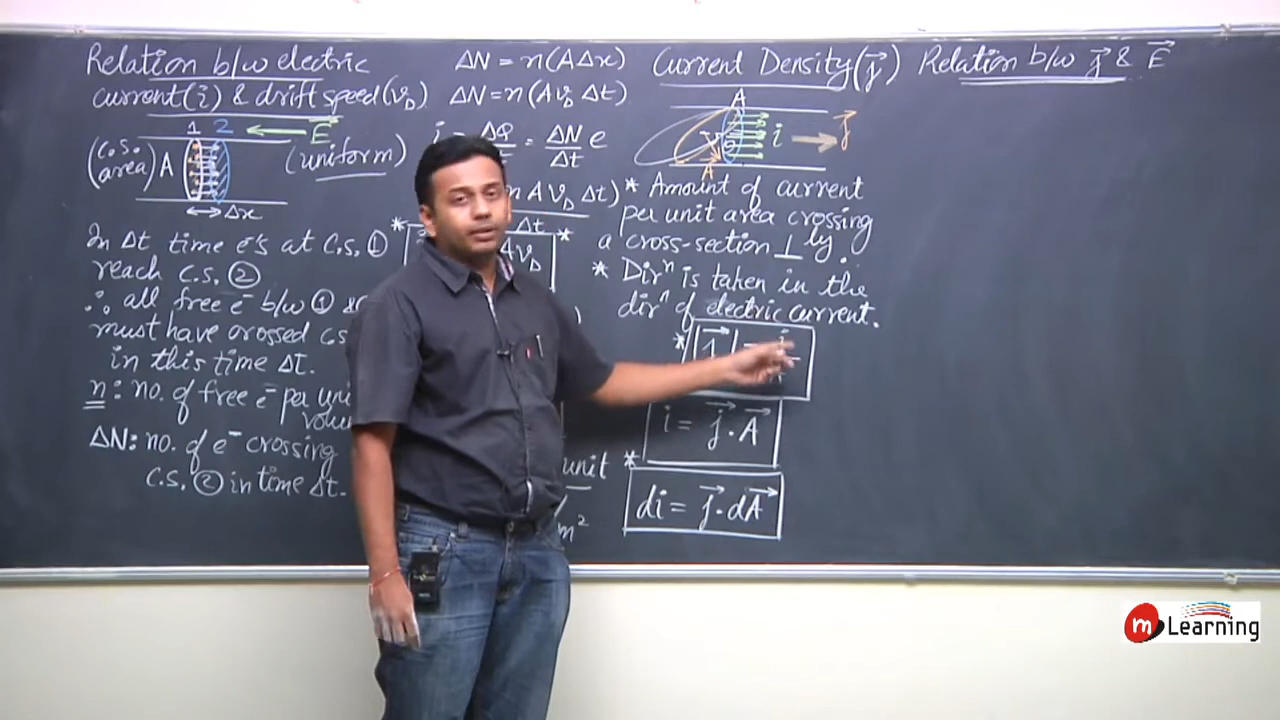 Relation b/w electric
current(i) & drift speed(v⃗_D)
1 2 E⃗
(C.S. area) A (uniform)
Δx
In Δt time e⁻s at C.S. ①
reach C.S. ②
∴ all free e⁻ b/w ① &
must have crossed C.S.
in this time ΔT.
n: no. of free e⁻ per
ΔN: no. of e⁻ crossing
C.S. ② in time Δt.
ΔN = n(AΔx)
ΔN = n(A v_D Δt)
ΔQ = ΔN e
Δt
n A v_D Δt)
Δt
* A v_D *
unit
m²
Current Density(j⃗)
A
i j⃗
A
* Amount of current
per unit area crossing
a cross-section ⊥ly.
* Dirⁿ is taken in the
dirⁿ of electric current.
*
i = j⃗ . A⃗
* di = j⃗ . dA⃗
Relation b/w j⃗ & E⃗
m Learning